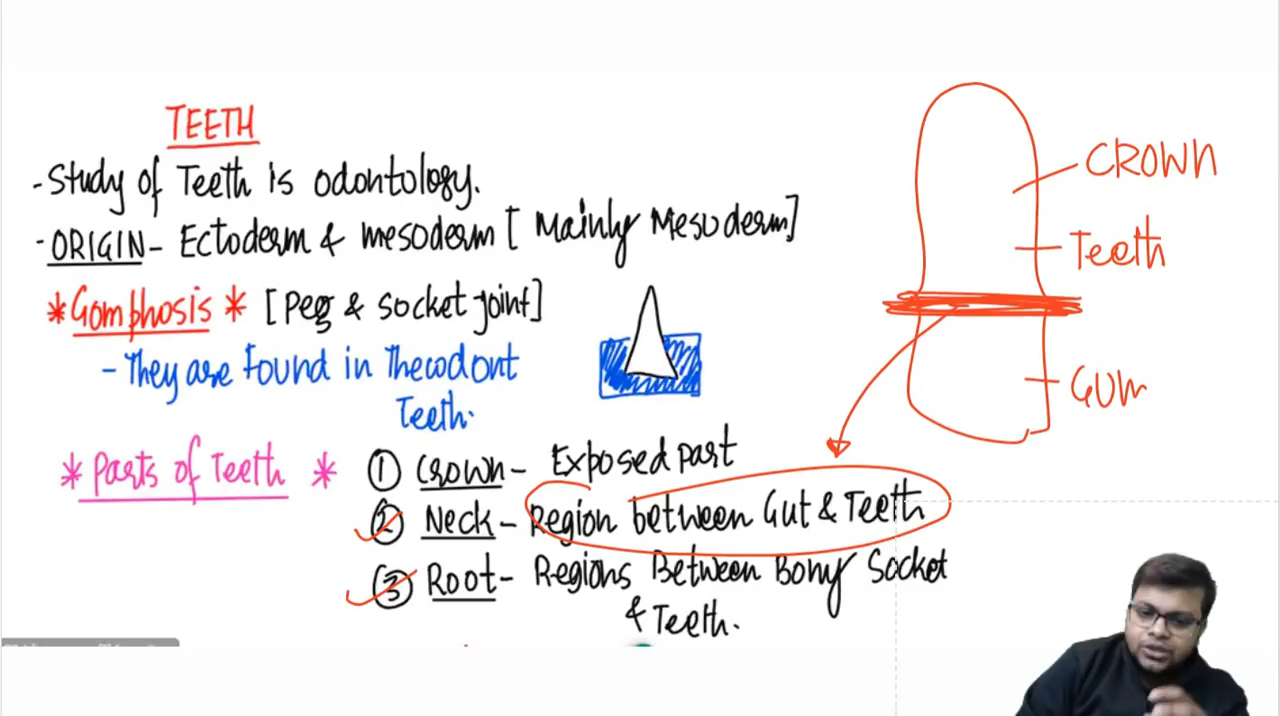 TEETH
- Study of Teeth is odontology.
- ORIGIN - Ectoderm & mesoderm [Mainly Mesoderm]
* Gomphosis * [Peg & socket joint]
- They are Found in Thecodont
Teeth.
* Parts of Teeth *
① Crown - Exposed part
② Neck - Region between Gut & Teeth
③ Root - Regions Between Bony Socket
& Teeth.
CROWN
Teeth
GUM